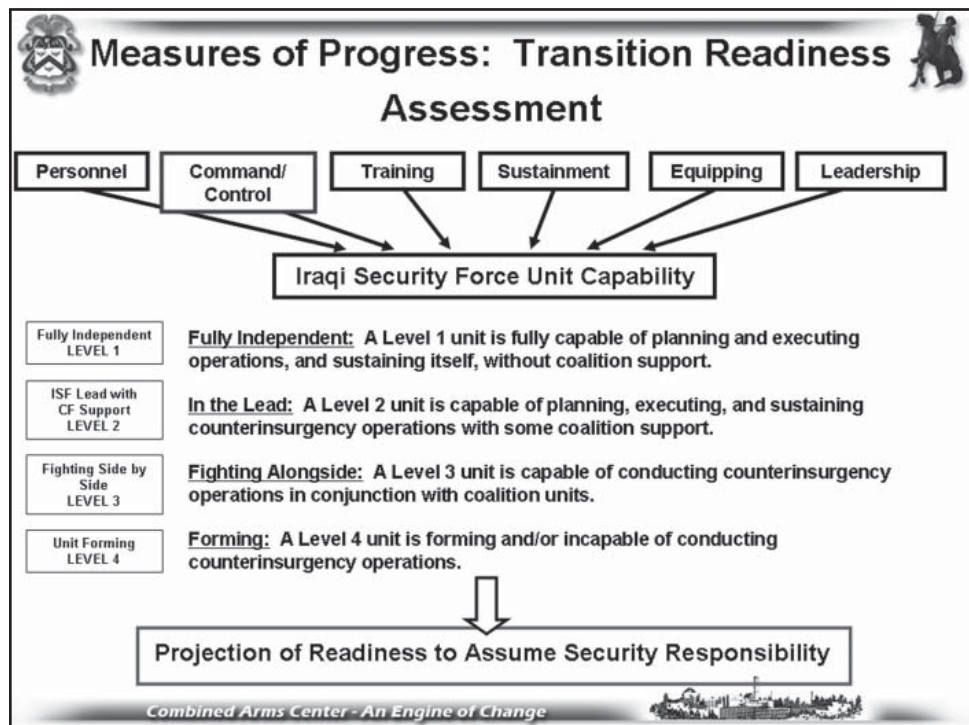 Measures of Progress: Transition Readiness
Assessment
Personnel
Command/
Control
Training
Sustainment
Equipping
Leadership
Iraqi Security Force Unit Capability
Fully Independent
LEVEL 1
Fully Independent: A Level 1 unit is fully capable of planning and executing
operations, and sustaining itself, without coalition support.
ISF Lead with
CF Support
LEVEL 2
In the Lead: A Level 2 unit is capable of planning, executing, and sustaining
counterinsurgency operations with some coalition support.
Fighting Side by
Side
LEVEL 3
Fighting Alongside: A Level 3 unit is capable of conducting counterinsurgency
operations in conjunction with coalition units.
Unit Forming
LEVEL 4
Forming: A Level 4 unit is forming and/or incapable of conducting
counterinsurgency operations.
Projection of Readiness to Assume Security Responsibility
Combined Arms Center - An Engine of Change